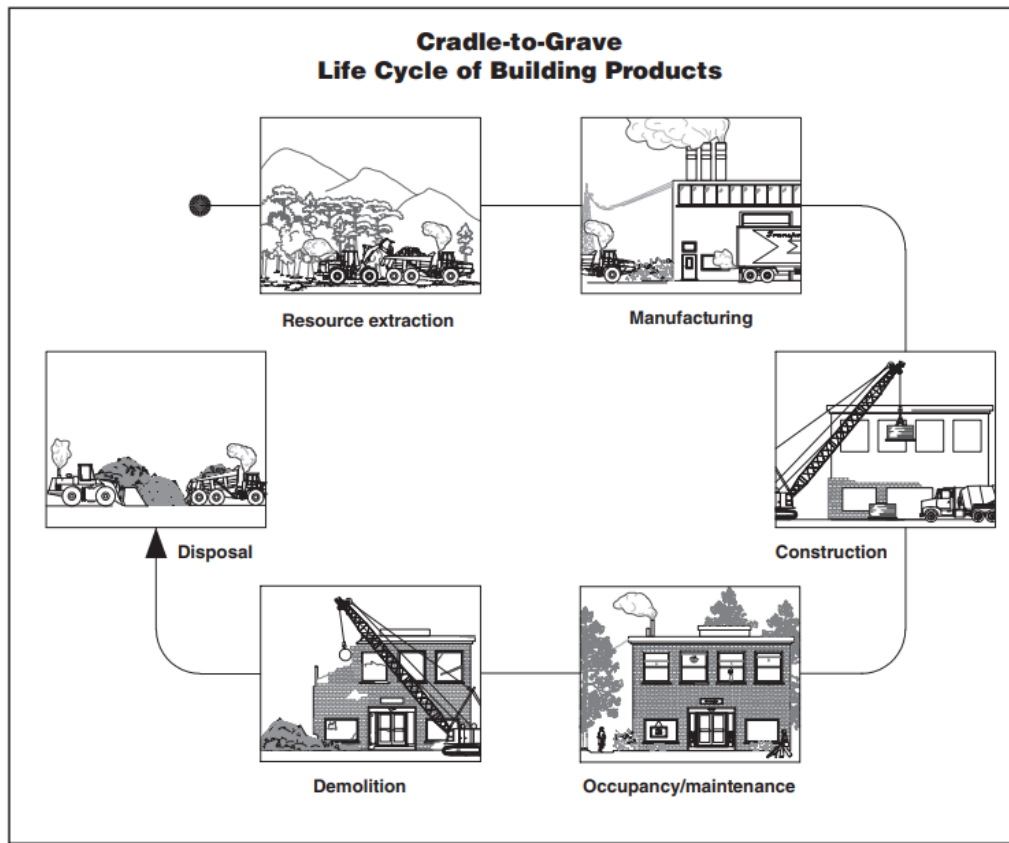 Cradle-to-Grave
Life Cycle of Building Products
Resource extraction
Manufacturing
Construction
Occupancy/maintenance
Demolition
Disposal